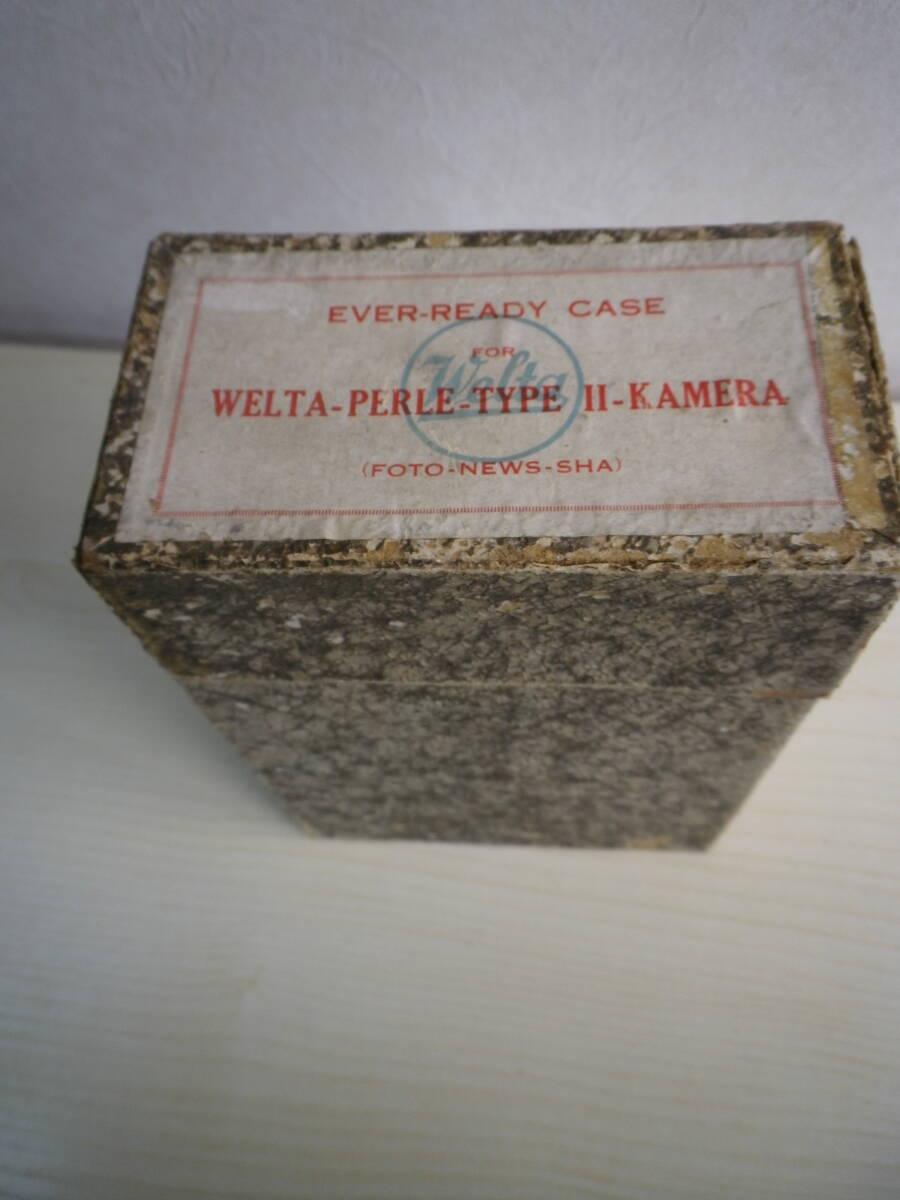 EVER-READY CASE
FOR
Welta
WELTA-PERLE-TYPE II-KAMERA
(FOTO-NEWS-SHA)